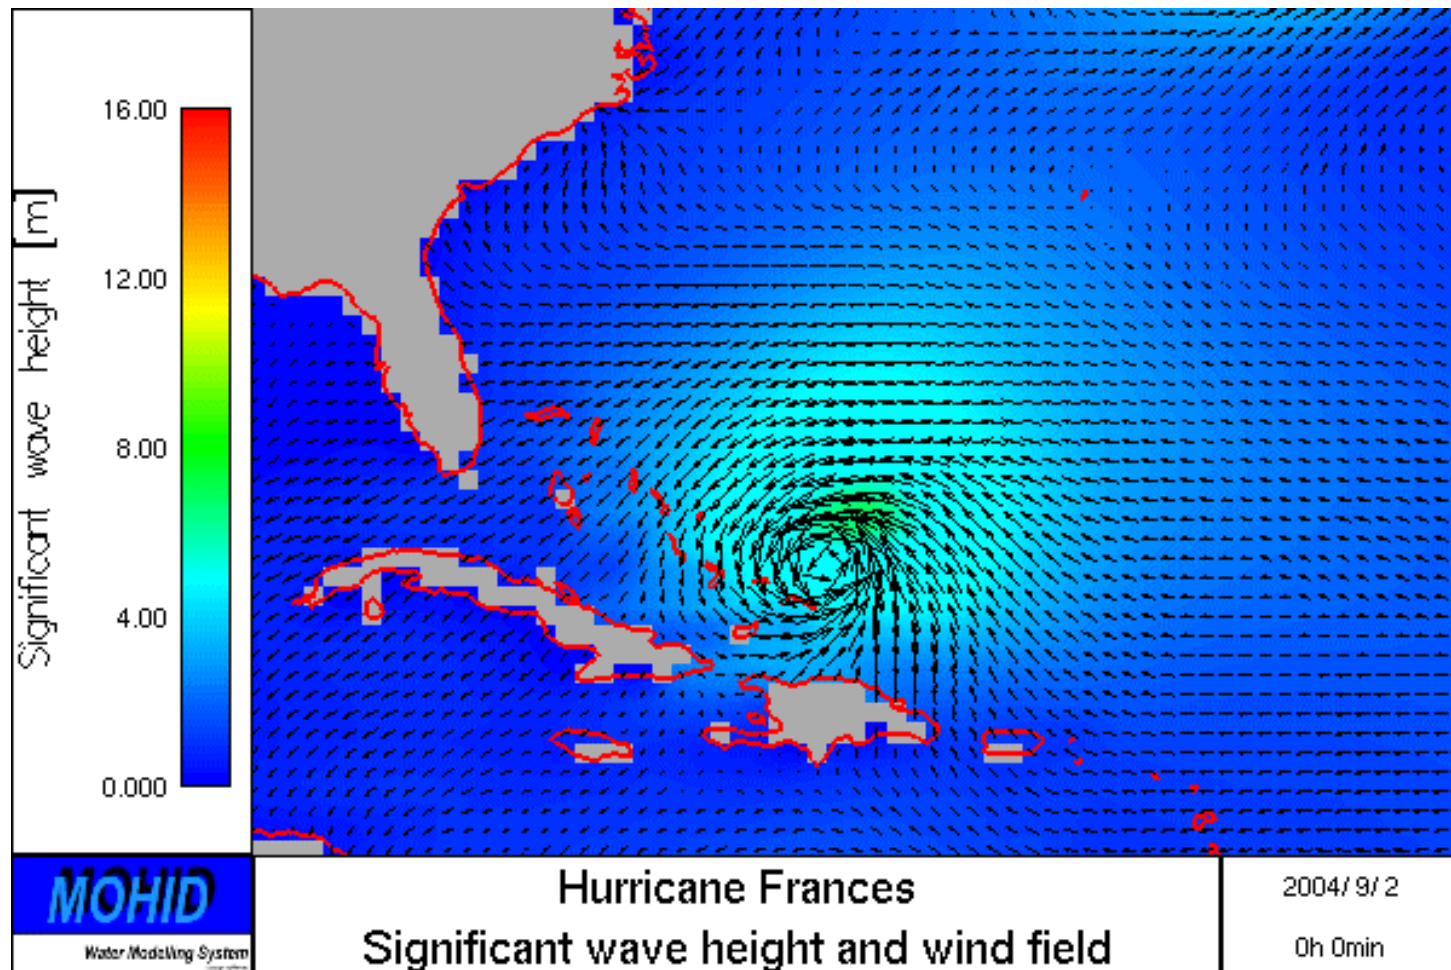 16.00
12.00
8.00
4.00
0.000
Significant wave height [m]
MOHID
Water Modelling System
Hurricane Frances
Significant wave height and wind field
2004/ 9/ 2
0h 0min